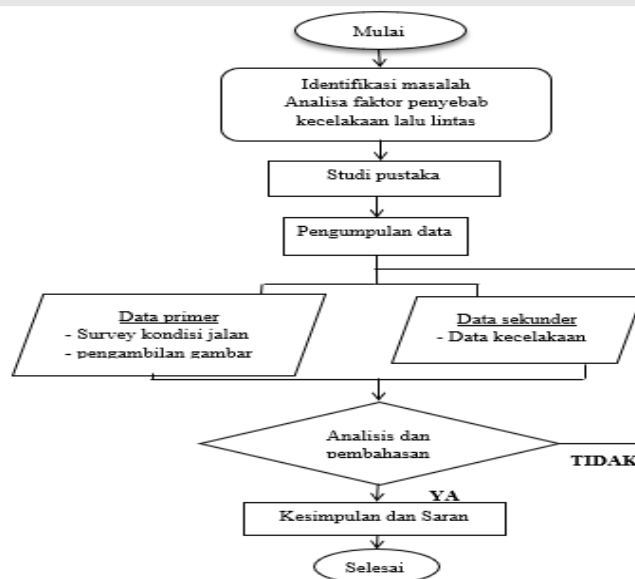 Mulai
Identifikasi masalah
Analisa faktor penyebab
kecelakaan lalu lintas
Studi pustaka
Pengumpulan data
Data primer
- Survey kondisi jalan
- pengambilan gambar
Data sekunder
- Data kecelakaan
Analisis dan
pembahasan
TIDAK
YA
Kesimpulan dan Saran
Selesai